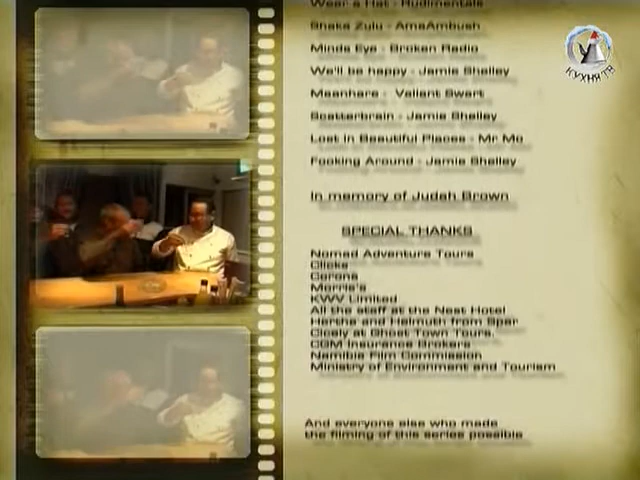 Wear a Hat - Rudimentals
Shaka Zulu - AmaAmbush
Minds Eye - Broken Radio
We'll be happy - Jamie Shelley
Maanhare - Valiant Swart
Scatterbrain - Jamie Shelley
Lost in Beautiful Places - Mr Mo
Fooking Around - Jamie Shelley
In memory of Judah Brown
SPECIAL THANKS
Nomad Adventure Tours
Clicks
Corona
Morris's
KWV Limited
All the staff at the Nest Hotel
Hertha and Helmuth from Spar
Cicely at Ghost Town Tours.
CGM Insurance Brokers
Namibia Film Commission
Ministry of Environment and Tourism
And everyone else who made
the filming of this series possible
КУХНЯ ТВ